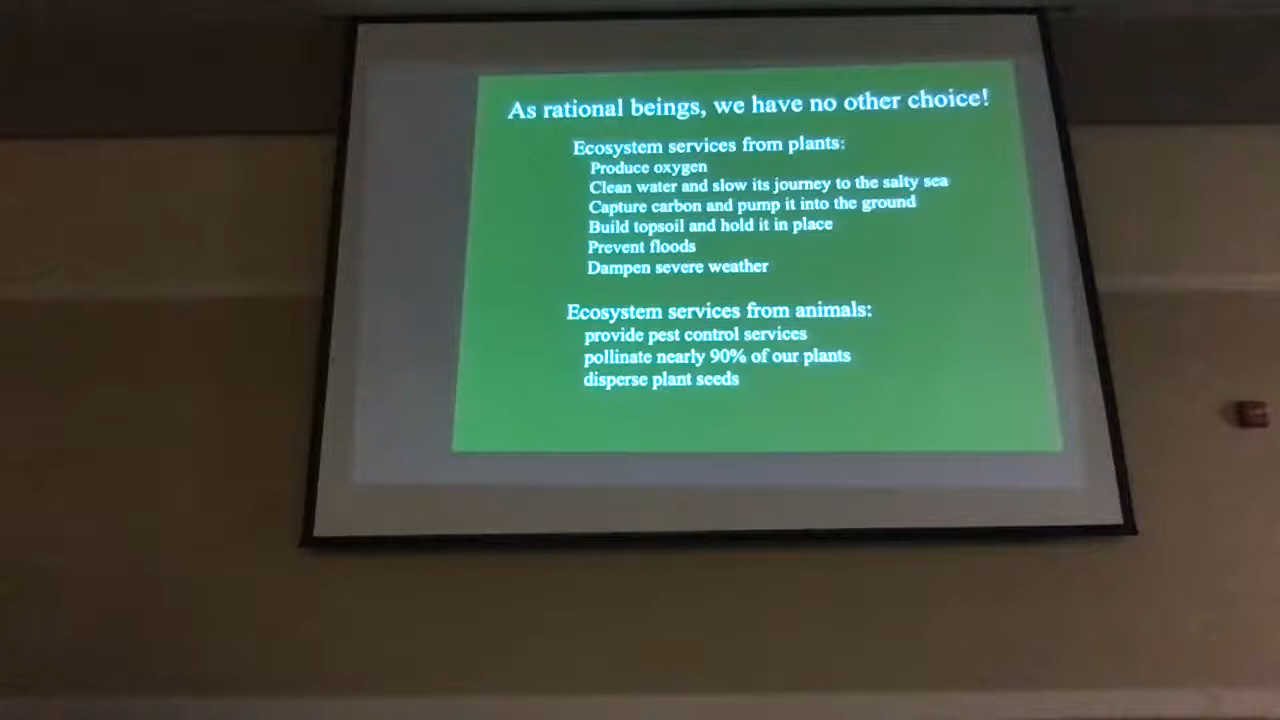 As rational beings, we have no other choice!
Ecosystem services from plants:
Produce oxygen
Clean water and slow its journey to the salty sea
Capture carbon and pump it into the ground
Build topsoil and hold it in place
Prevent floods
Dampen severe weather
Ecosystem services from animals:
provide pest control services
pollinate nearly 90% of our plants
disperse plant seeds